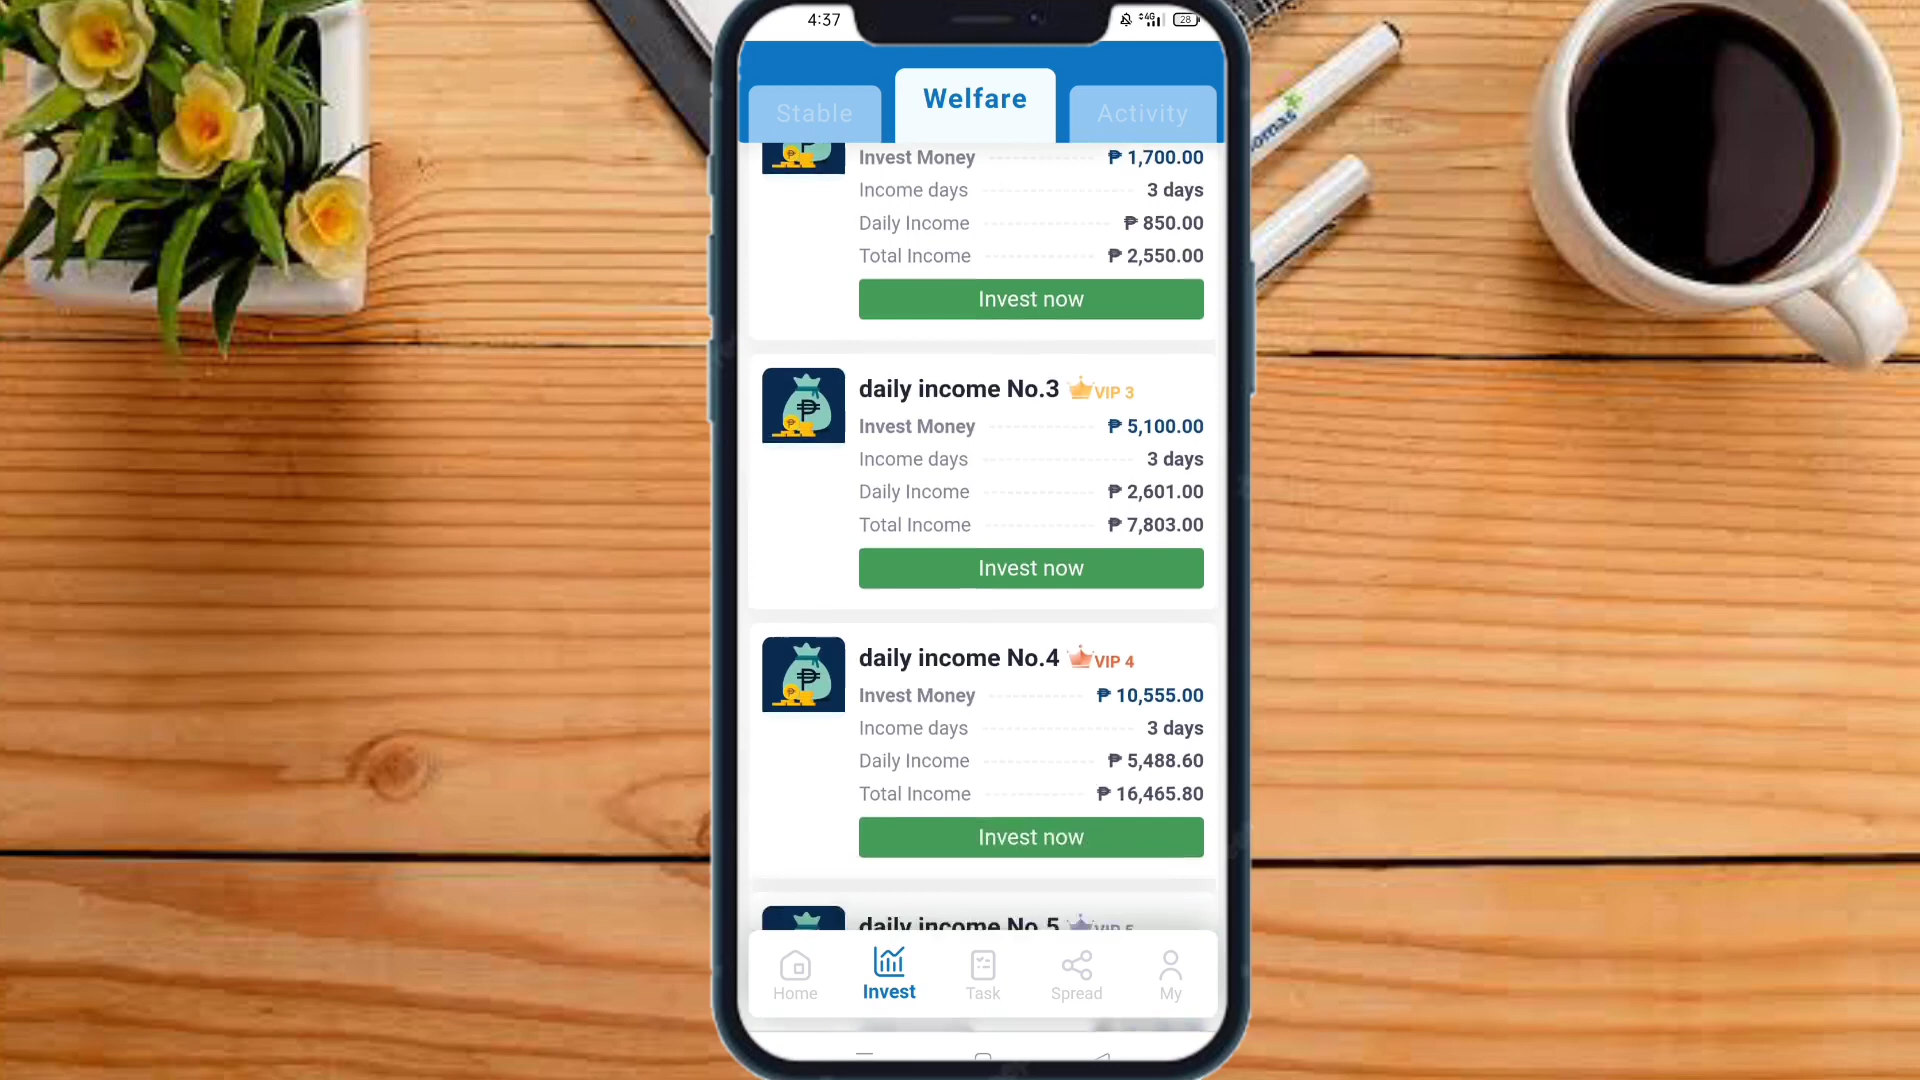 4:37
4G
28
Stable
Welfare
Activity
Invest Money ₱ 1,700.00
Income days 3 days
Daily Income ₱ 850.00
Total Income ₱ 2,550.00
Invest now
daily income No.3 VIP 3
Invest Money ₱ 5,100.00
Income days 3 days
Daily Income ₱ 2,601.00
Total Income ₱ 7,803.00
Invest now
daily income No.4 VIP 4
Invest Money ₱ 10,555.00
Income days 3 days
Daily Income ₱ 5,488.60
Total Income ₱ 16,465.80
Invest now
daily income No.5 VIP 5
Home
Invest
Task
Spread
My